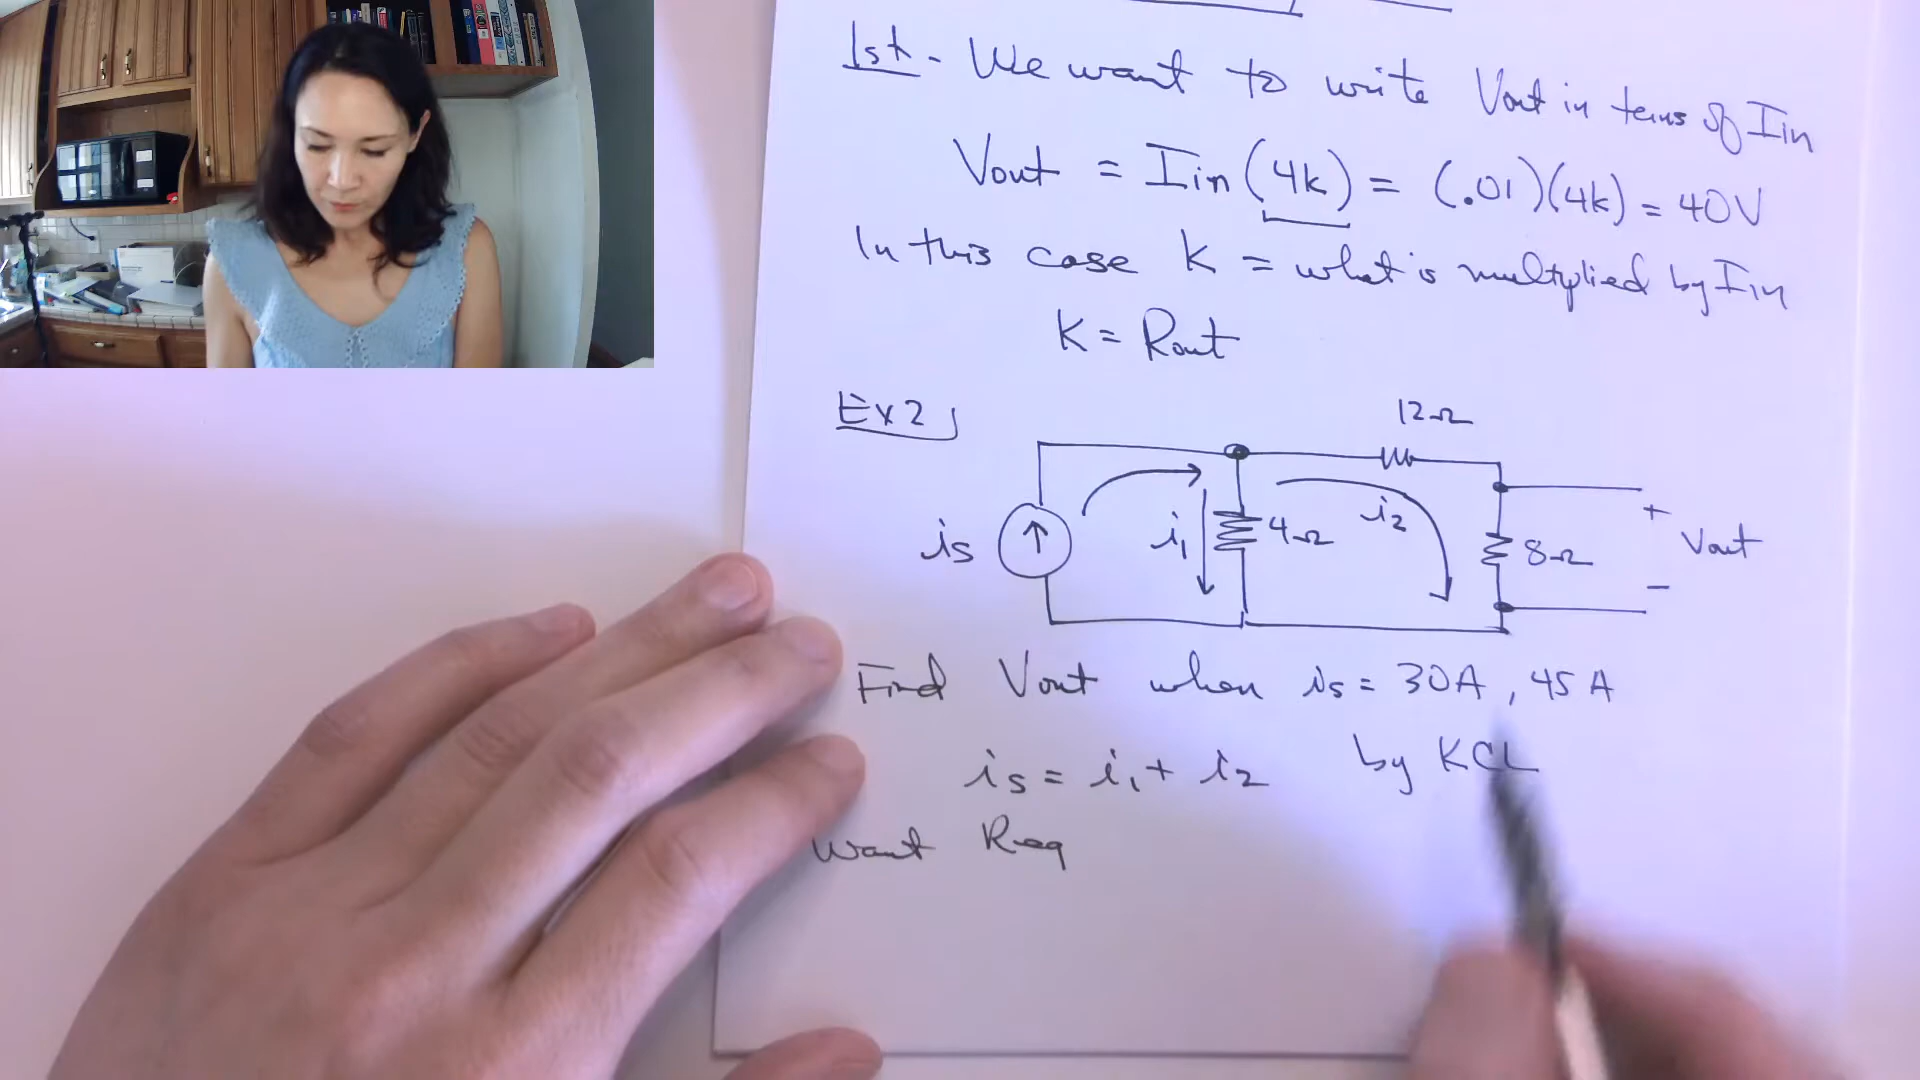 1st - We want to write Vout in terms of Iin
Vout = Iin (4k) = (.01)(4k) = 40V
In this case K = what is multiplied by Iin
K = Rout
Ex2
12Ω
is
i1
4Ω
i2
8Ω
+
Vout
-
Find Vout when is = 30A, 45A
is = i1 + i2 by KCL
Want Req